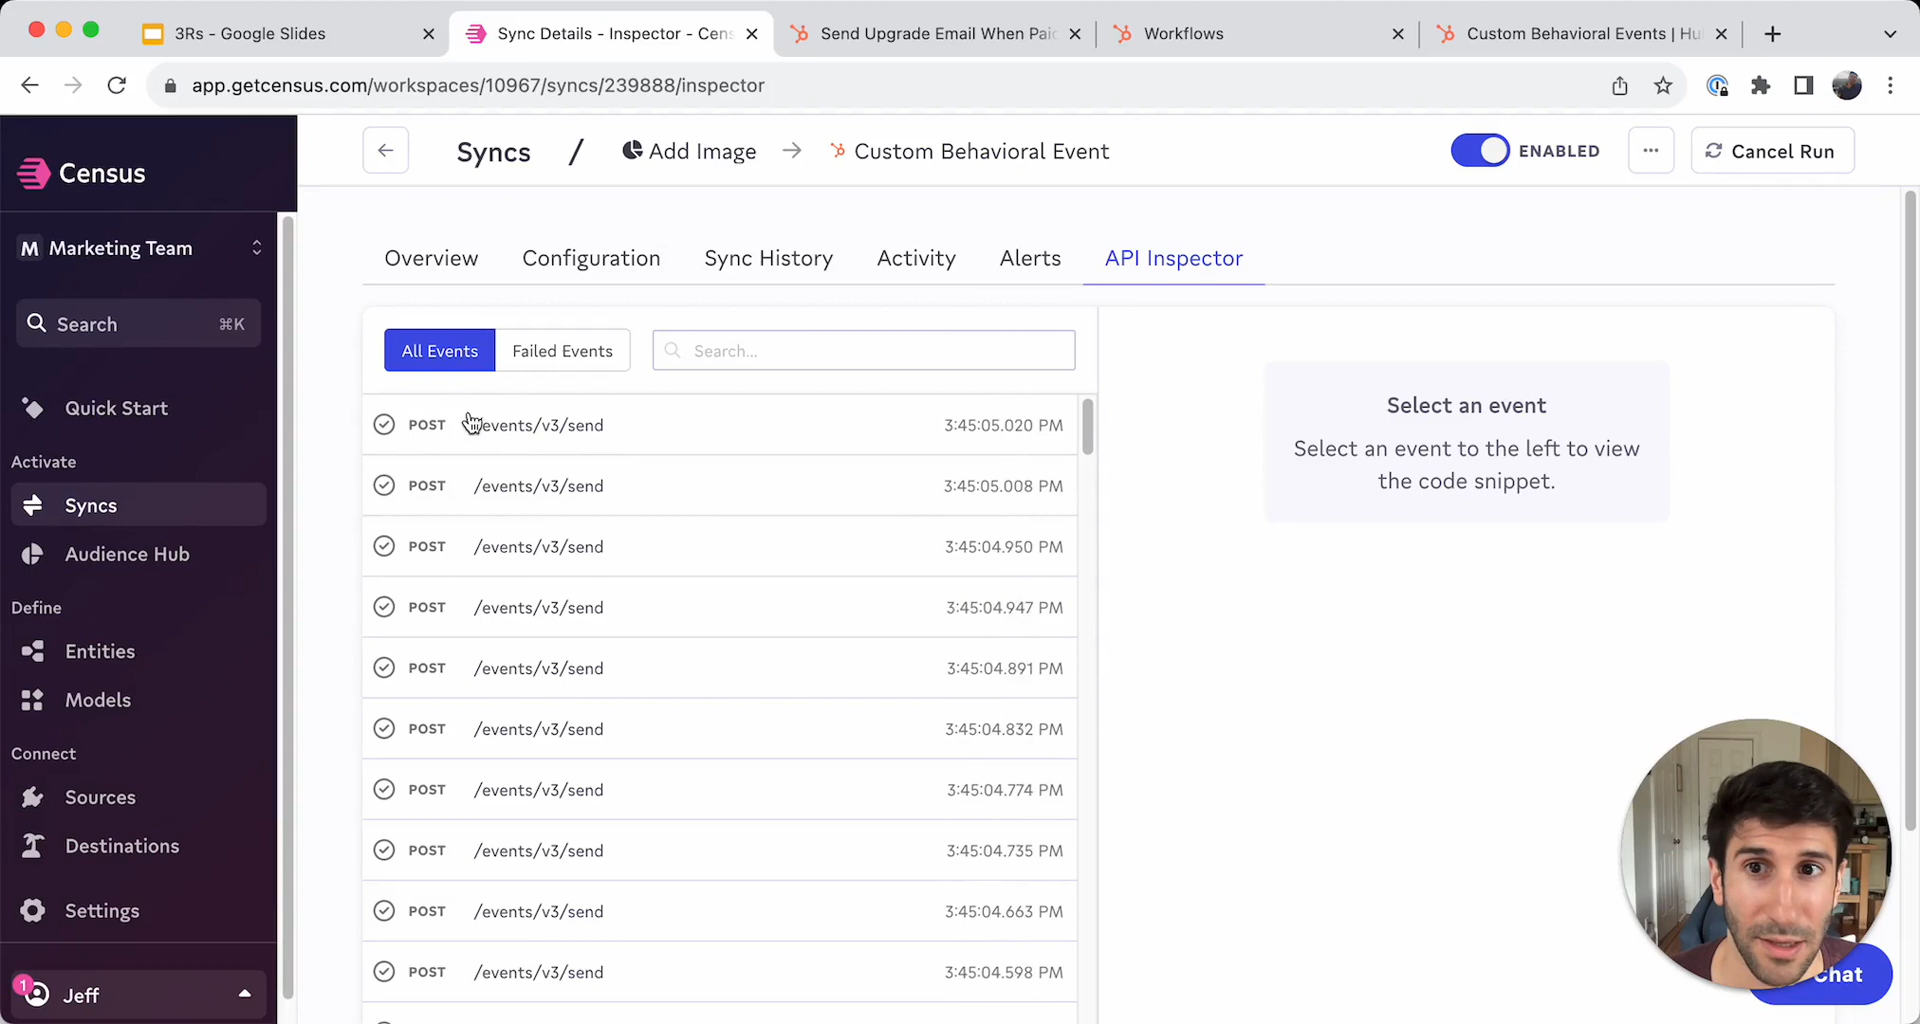 3Rs - Google Slides
Sync Details - Inspector - Cens
Send Upgrade Email When Paid
Workflows
Custom Behavioral Events | Hu
app.getcensus.com/workspaces/10967/syncs/239888/inspector
Census
Syncs / Add Image → Custom Behavioral Event
ENABLED
Cancel Run
M Marketing Team
Search ⌘K
Quick Start
Activate
Syncs
Audience Hub
Define
Entities
Models
Connect
Sources
Destinations
Settings
1
Jeff
Overview
Configuration
Sync History
Activity
Alerts
API Inspector
All Events
Failed Events
Search...
POST /events/v3/send 3:45:05.020 PM
POST /events/v3/send 3:45:05.008 PM
POST /events/v3/send 3:45:04.950 PM
POST /events/v3/send 3:45:04.947 PM
POST /events/v3/send 3:45:04.891 PM
POST /events/v3/send 3:45:04.832 PM
POST /events/v3/send 3:45:04.774 PM
POST /events/v3/send 3:45:04.735 PM
POST /events/v3/send 3:45:04.663 PM
POST /events/v3/send 3:45:04.598 PM
Select an event
Select an event to the left to view
the code snippet.
Chat